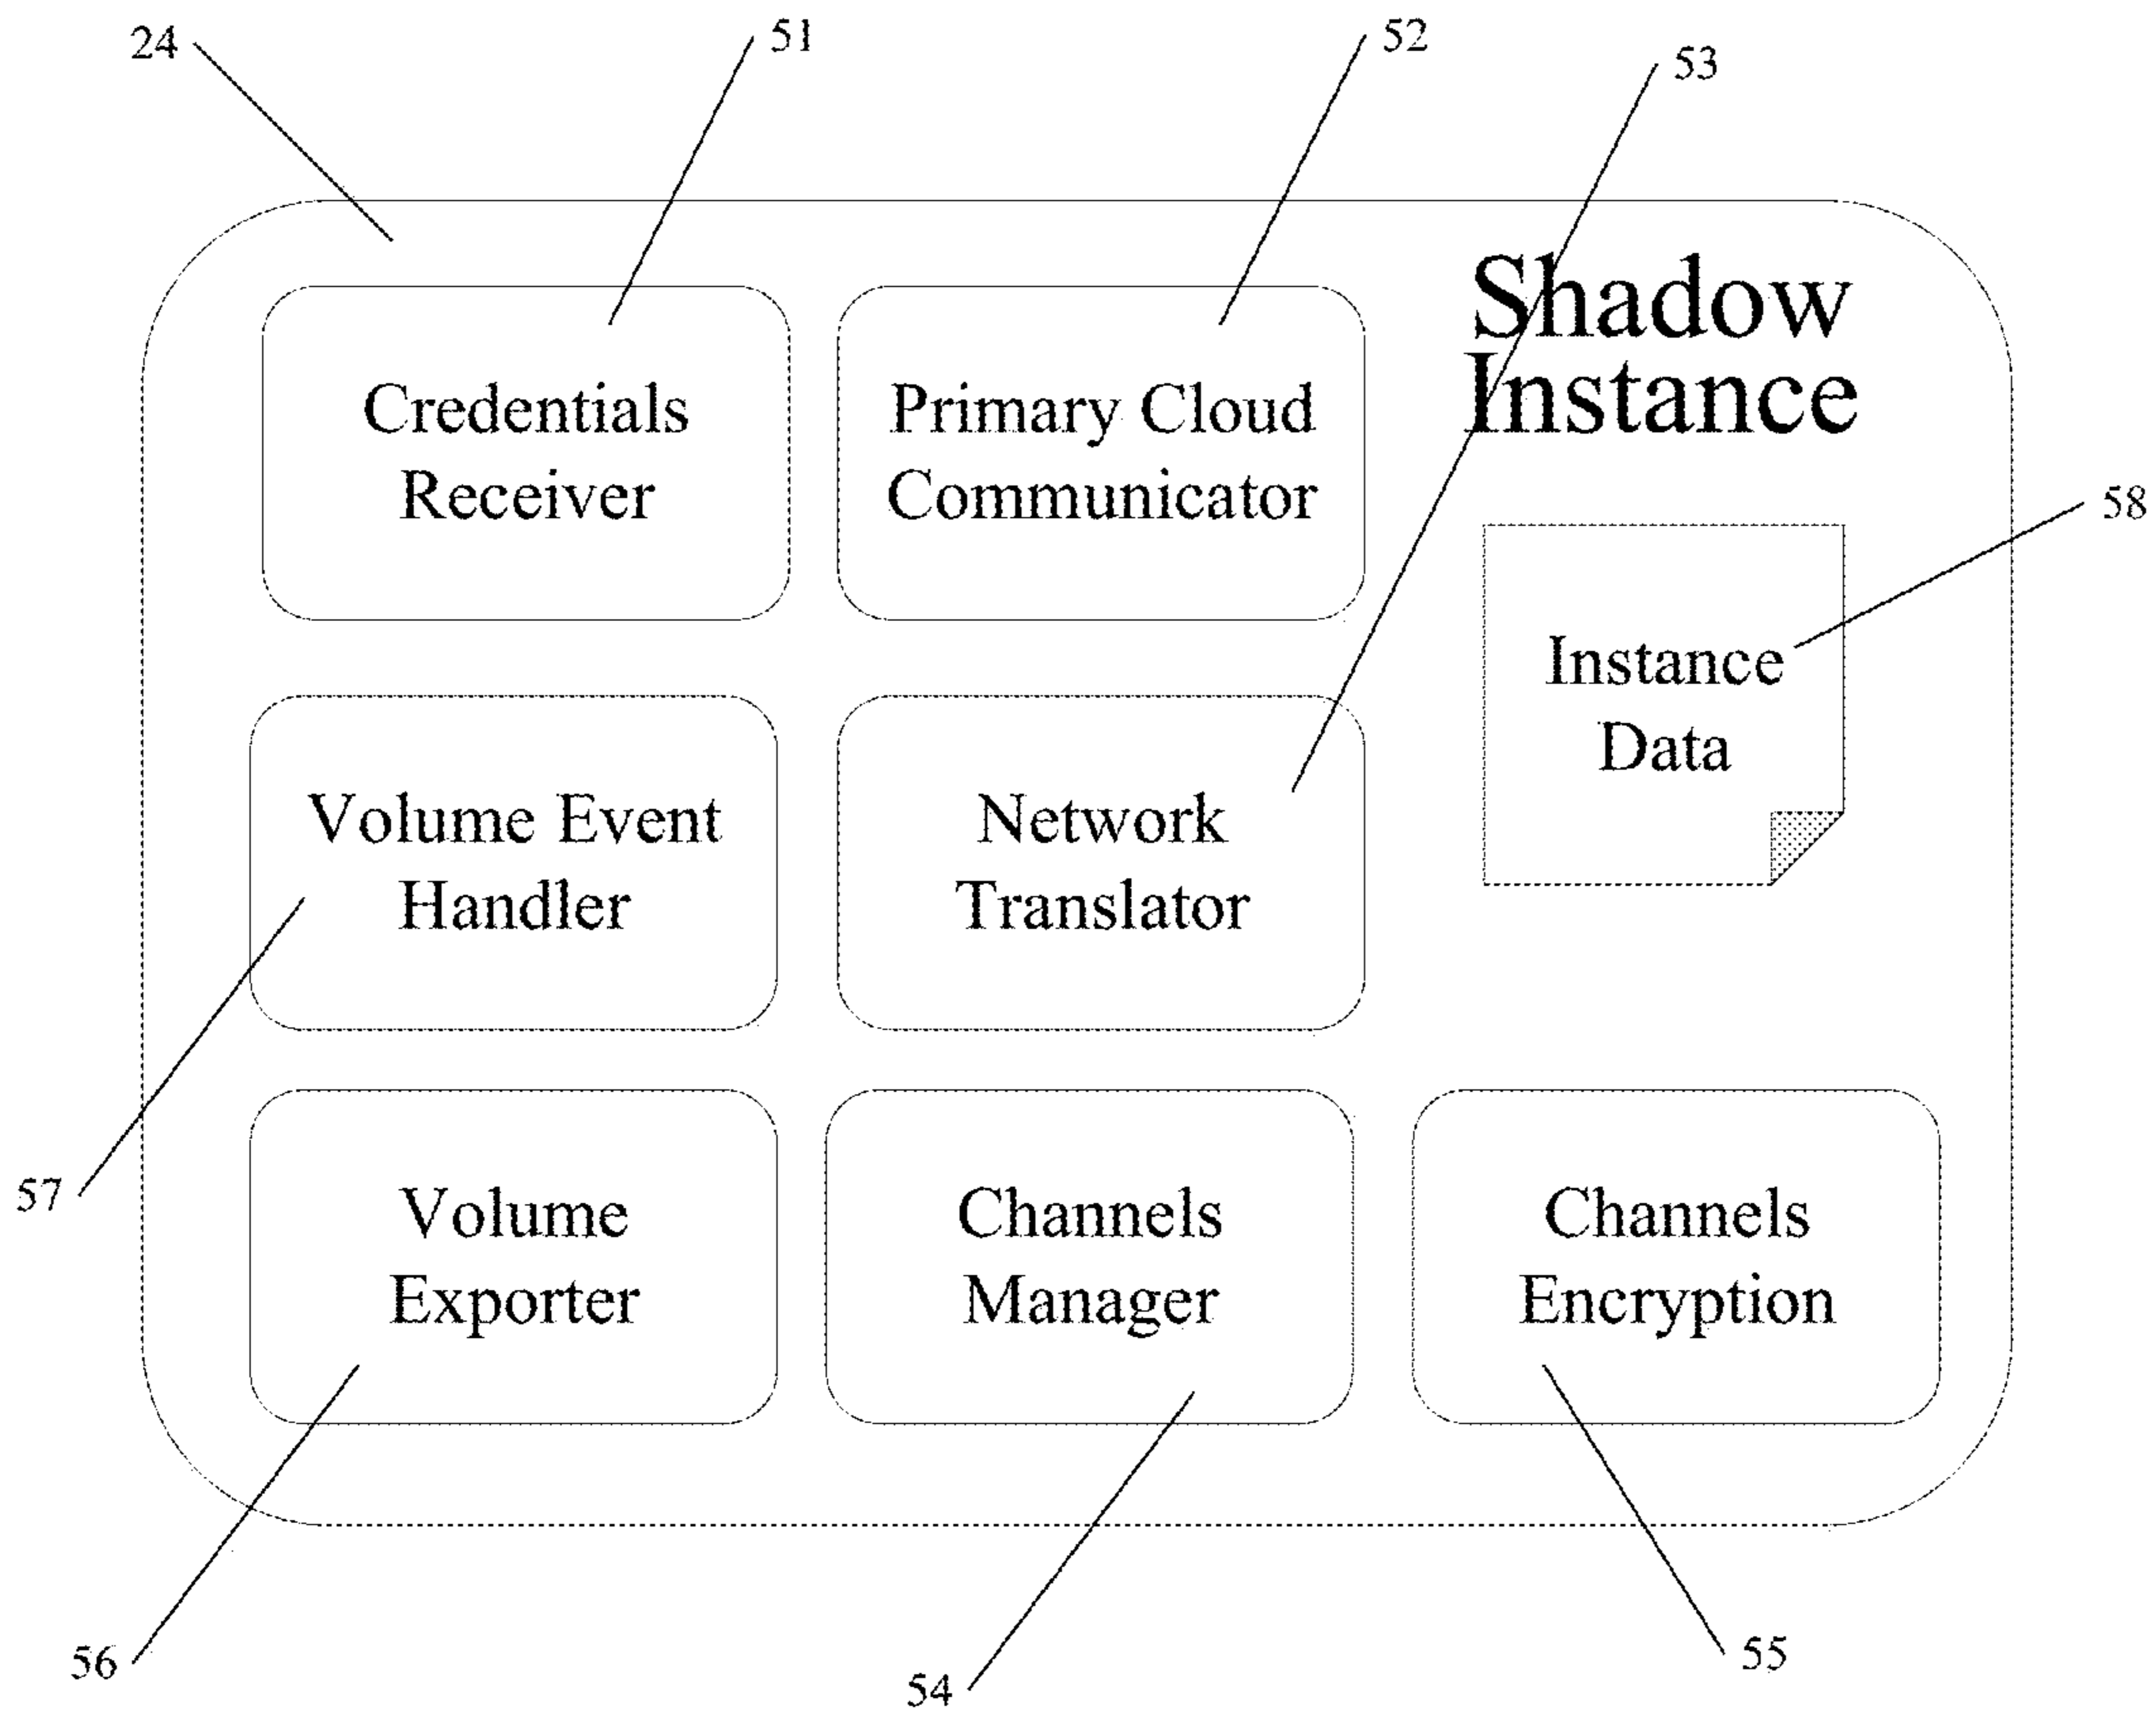 24
51
52
53
Shadow
Instance
Credentials
Receiver
Primary Cloud
Communicator
58
Instance
Data
Volume Event
Handler
Network
Translator
57
Volume
Exporter
Channels
Manager
Channels
Encryption
56
54
55